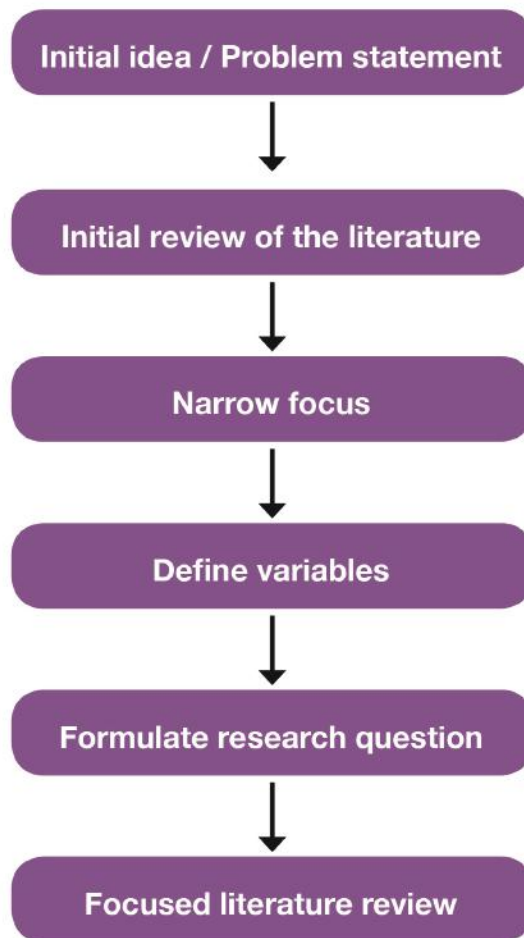 Initial idea / Problem statement
Initial review of the literature
Narrow focus
Define variables
Formulate research question
Focused literature review